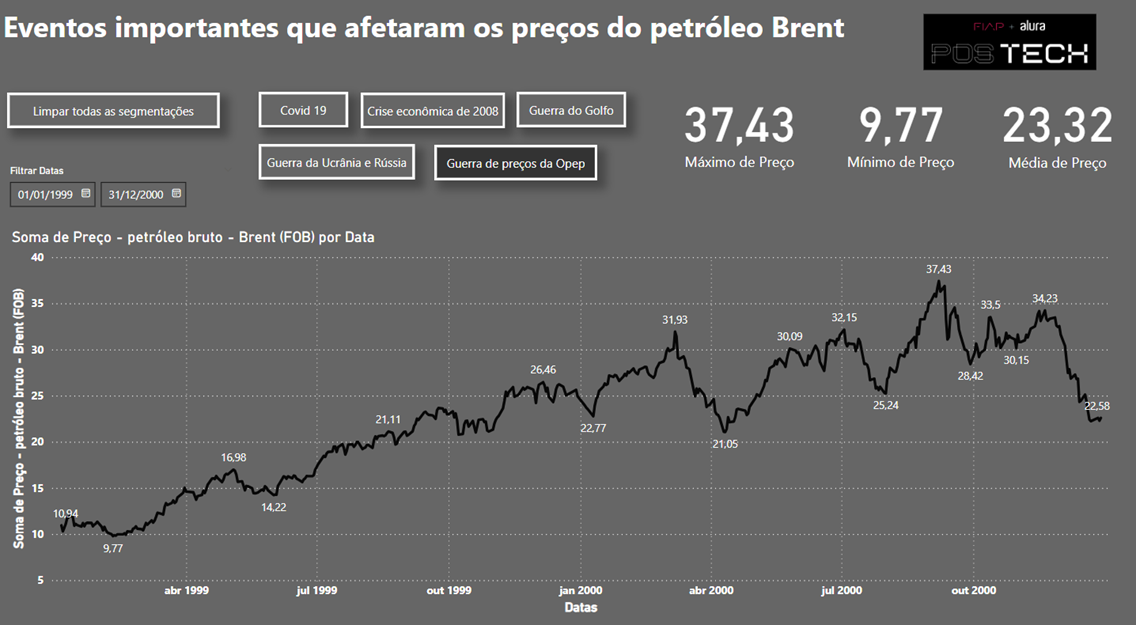 Eventos importantes que afetaram os preços do petróleo Brent
FIAP + alura
POS TECH
Limpar todas as segmentações
Covid 19
Crise econômica de 2008
Guerra do Golfo
Guerra da Ucrânia e Rússia
Guerra de preços da Opep
37,43
Máximo de Preço
9,77
Mínimo de Preço
23,32
Média de Preço
Filtrar Datas
01/01/1999
31/12/2000
Soma de Preço - petróleo bruto - Brent (FOB) por Data
Soma de Preço - petróleo bruto - Brent (FOB)
40
35
30
25
20
15
10
5
10,94
9,77
16,98
14,22
21,11
26,46
22,77
31,93
21,05
30,09
32,15
25,24
37,43
28,42
33,5
30,15
34,23
22,58
abr 1999
jul 1999
out 1999
jan 2000
abr 2000
jul 2000
out 2000
Datas